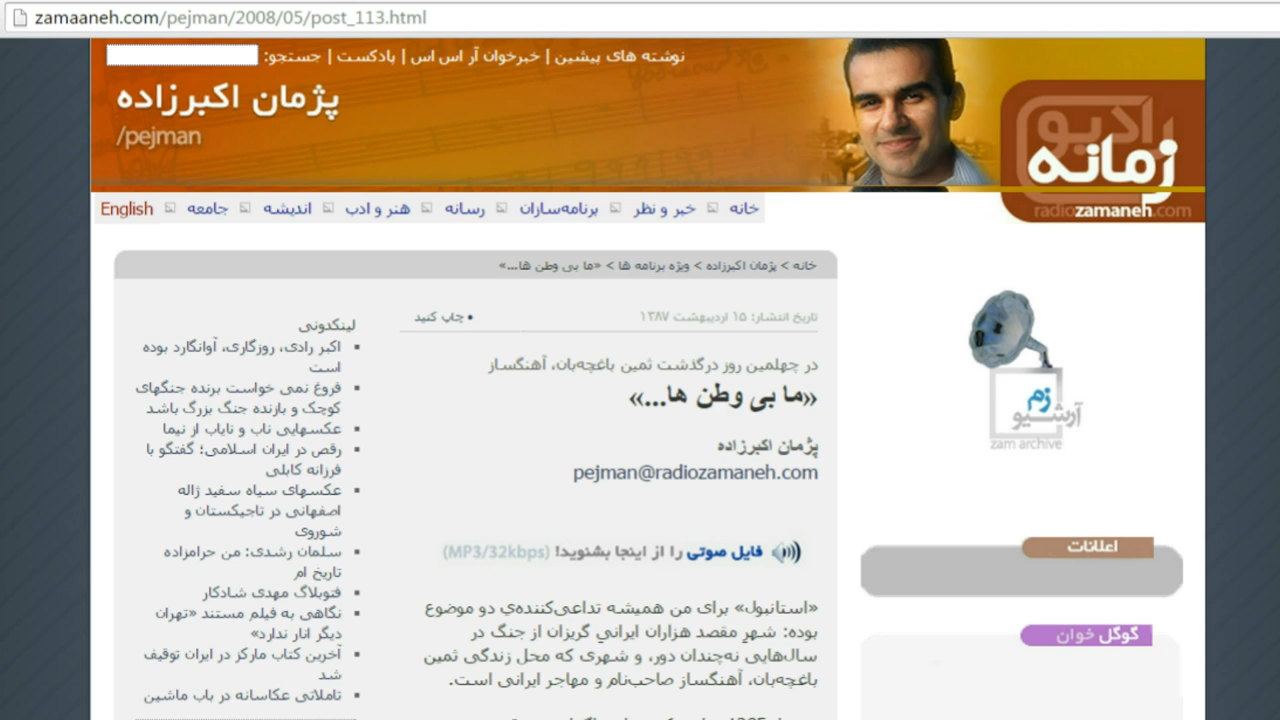 zamaaneh.com/pejman/2008/05/post_113.html
نوشته های پیشین | خبرخوان آر اس اس | پادکست | جستجو:
پژمان اکبرزاده
/pejman
رادیو
زمانه
radiozamaneh.com
خانه
خبر و نظر
برنامه‌سازان
رسانه
هنر و ادب
اندیشه
جامعه
English
خانه > پژمان اکبرزاده > ویژه برنامه ها > «ما بی وطن ها...»
تاریخ انتشار: ۱۵ اردیبهشت ۱۳۸۷
• چاپ کنید
در چهلمین روز درگذشت ثمین باغچه‌بان، آهنگساز
«ما بی وطن ها...»
پژمان اکبرزاده
pejman@radiozamaneh.com
فایل صوتی را از اینجا بشنوید! (MP3/32kbps)
«استانبول» برای من همیشه تداعی‌کننده‌ي دو موضوع
بوده: شهرِ مقصد هزاران ایرانیِ گریزان از جنگ در
سال‌هایی نه‌چندان دور، و شهری که محل زندگی ثمین
باغچه‌بان، آهنگساز صاحب‌نام و مهاجر ایرانی است.
لینکدونی
اکبر رادی، روزگاری، آوانگارد بوده
است
فروغ نمی خواست برنده جنگهای
کوچک و بازنده جنگ بزرگ باشد
عکسهایی ناب و نایاب از نیما
رقص در ایران اسلامی؛ گفتگو با
فرزانه کابلی
عکسهای سیاه سفید ژاله
اصفهانی در تاجیکستان و
شوروی
سلمان رشدی: من حرامزاده
تاریخ ام
فتوبلاگ مهدی شادکار
نگاهی به فیلم مستند «تهران
دیگر انار ندارد»
آخرین کتاب مارکز در ایران توقیف
شد
تاملاتی عکاسانه در باب ماشین
زم
آرشیو
zam archive
اعلانات
گوگل خوان